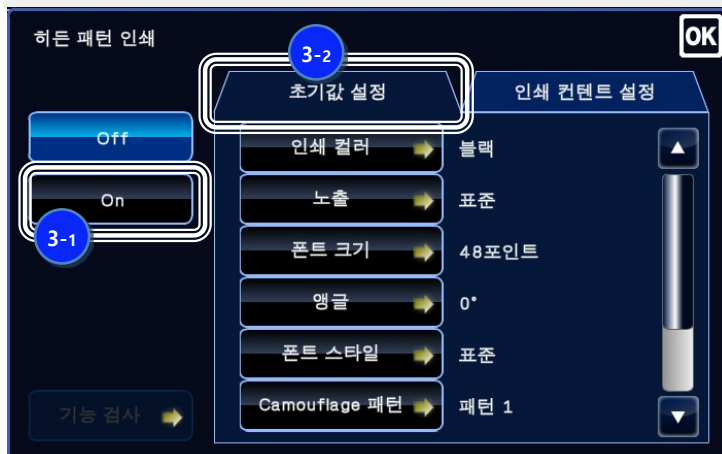 히든 패턴 인쇄
OK
3-2
초기값 설정
인쇄 컨텐트 설정
Off
On
3-1
인쇄 컬러
블랙
노출
표준
폰트 크기
48포인트
앵글
0°
폰트 스타일
표준
Camouflage 패턴
패턴 1
기능 검사